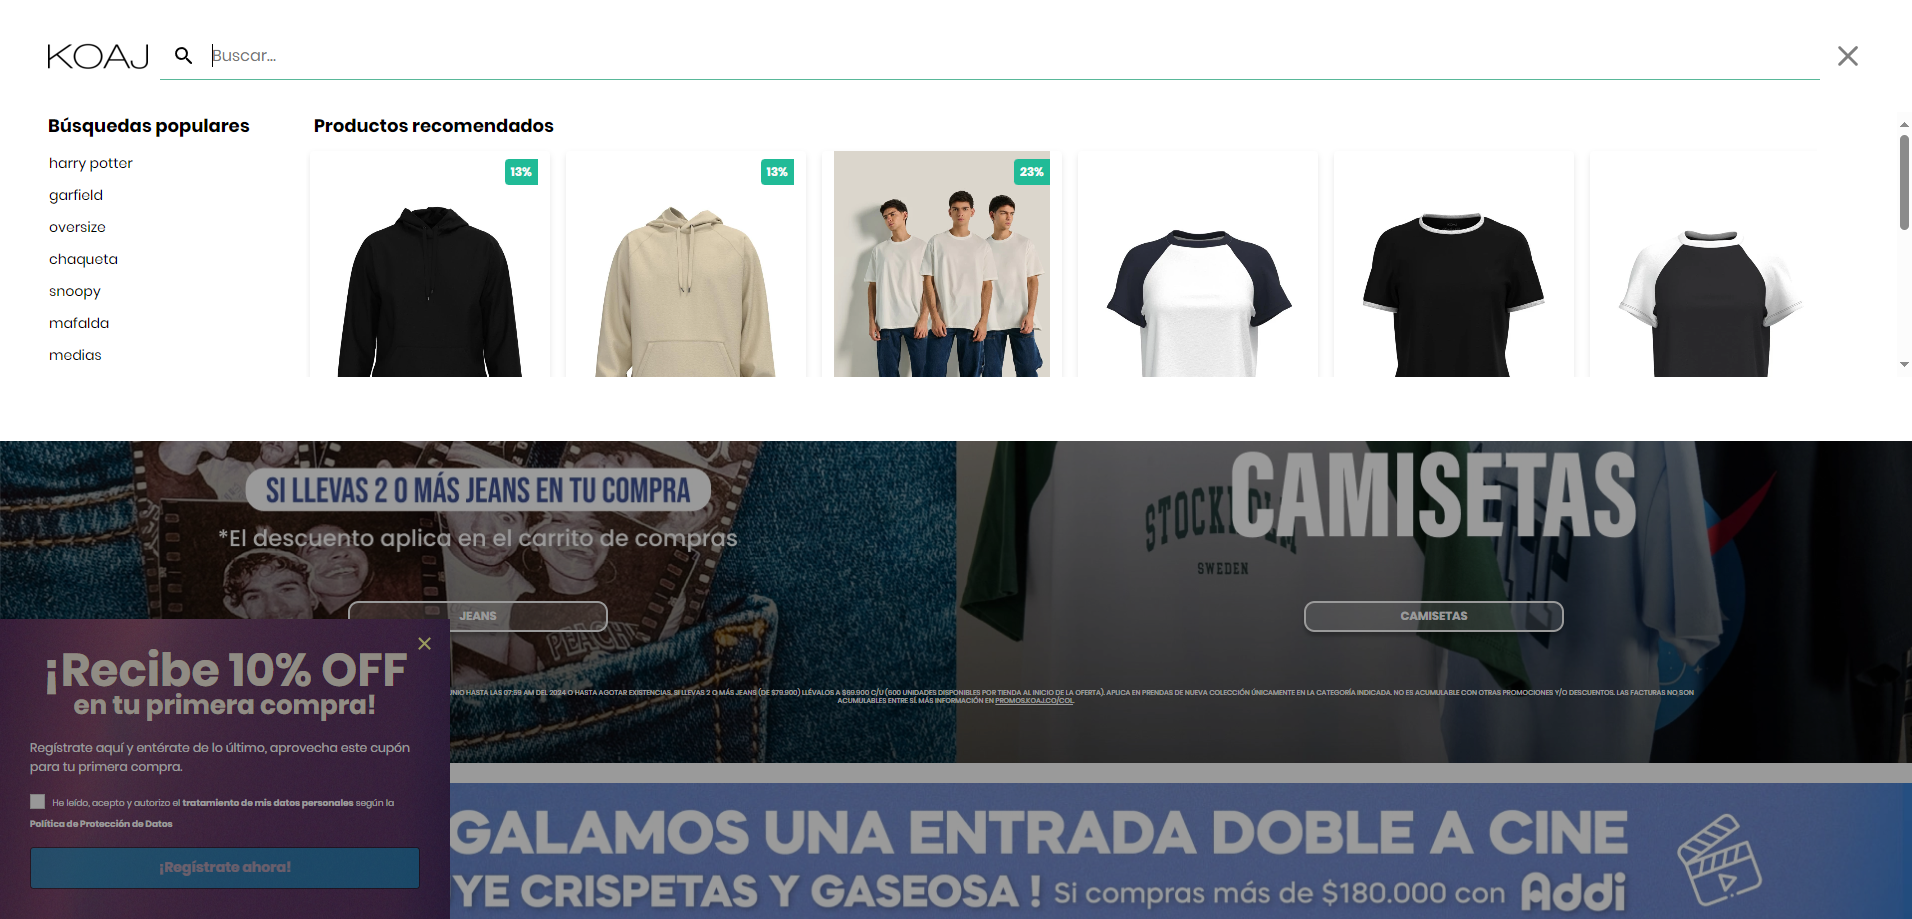 KOAJ
Buscar...
Búsquedas populares
Productos recomendados
harry potter
garfield
oversize
chaqueta
snoopy
mafalda
medias
13%
13%
23%
SI LLEVAS 2 O MÁS JEANS EN TU COMPRA
*El descuento aplica en el carrito de compras
JEANS
PEACH
CAMISETAS
SWEDEN
CAMISETAS
HASTA LAS 07:59 AM DEL 2024 O HASTA AGOTAR EXISTENCIAS. SI LLEVAS 2 O MÁS JEANS (DE $79.900) LLÉVALOS A $69.900 C/U (600 UNIDADES DISPONIBLES POR TIENDA AL INICIO DE LA OFERTA). APLICA EN PRENDAS DE NUEVA COLECCIÓN ÚNICAMENTE EN LA CATEGORÍA INDICADA. NO ES ACUMULABLE CON OTRAS PROMOCIONES Y/O DESCUENTOS. LAS FACTURAS NO SON
ACUMULABLES ENTRE SÍ. MÁS INFORMACIÓN EN PROMOS.KOAJ.CO/COL.
¡Recibe 10% OFF
en tu primera compra!
Regístrate aquí y entérate de lo último, aprovecha este cupón
para tu primera compra.
He leído, acepto y autorizo el tratamiento de mis datos personales según la
Política de Protección de Datos
¡Regístrate ahora!
GALAMOS UNA ENTRADA DOBLE A CINE
YE CRISPETAS Y GASEOSA ! Si compras más de $180.000 con Addi